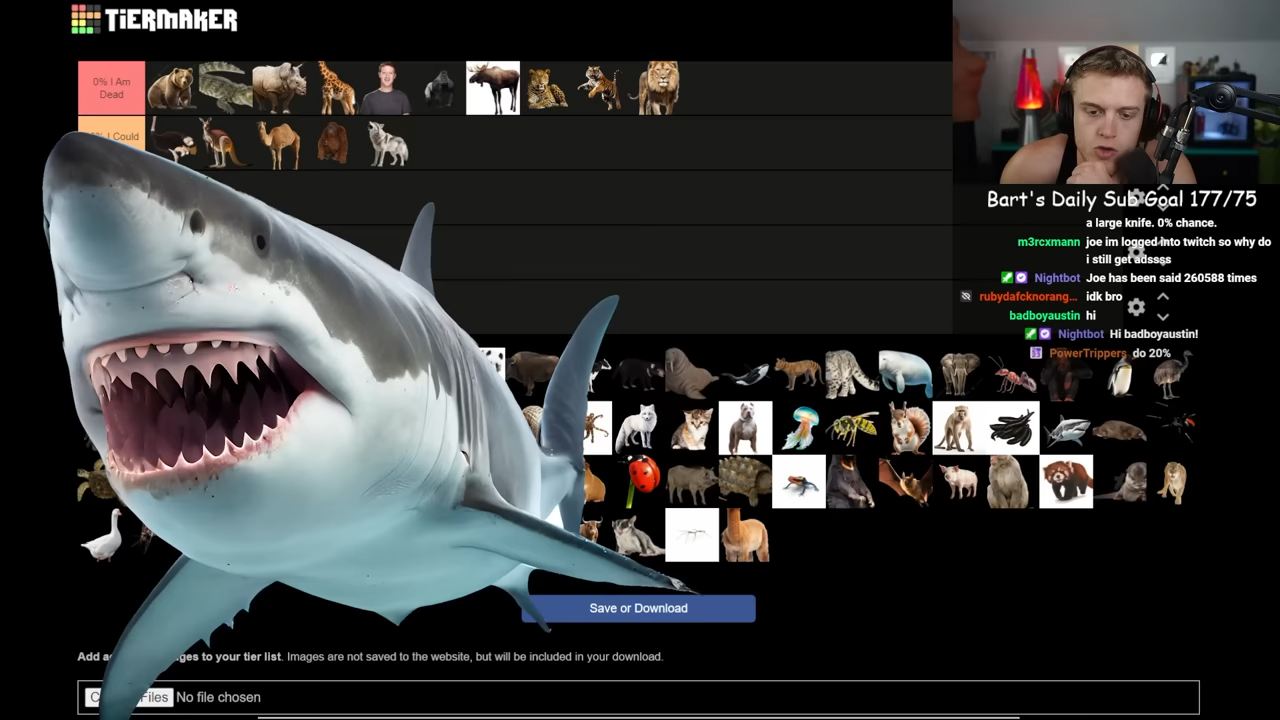 TIERMAKER
0% I Am
Dead
I Could
Bart's Daily Sub Goal 177/75
a large knife. 0% chance.
m3rcxmann joe im logged into twitch so why do
i still get adssss
Nightbot Joe has been said 260588 times
rubydafcknorang... idk bro
badboyaustin hi
Nightbot Hi badboyaustin!
PowerTrippers do 20%
Save or Download
Add to your tier list. Images are not saved to the website, but will be included in your download.
Files No file chosen